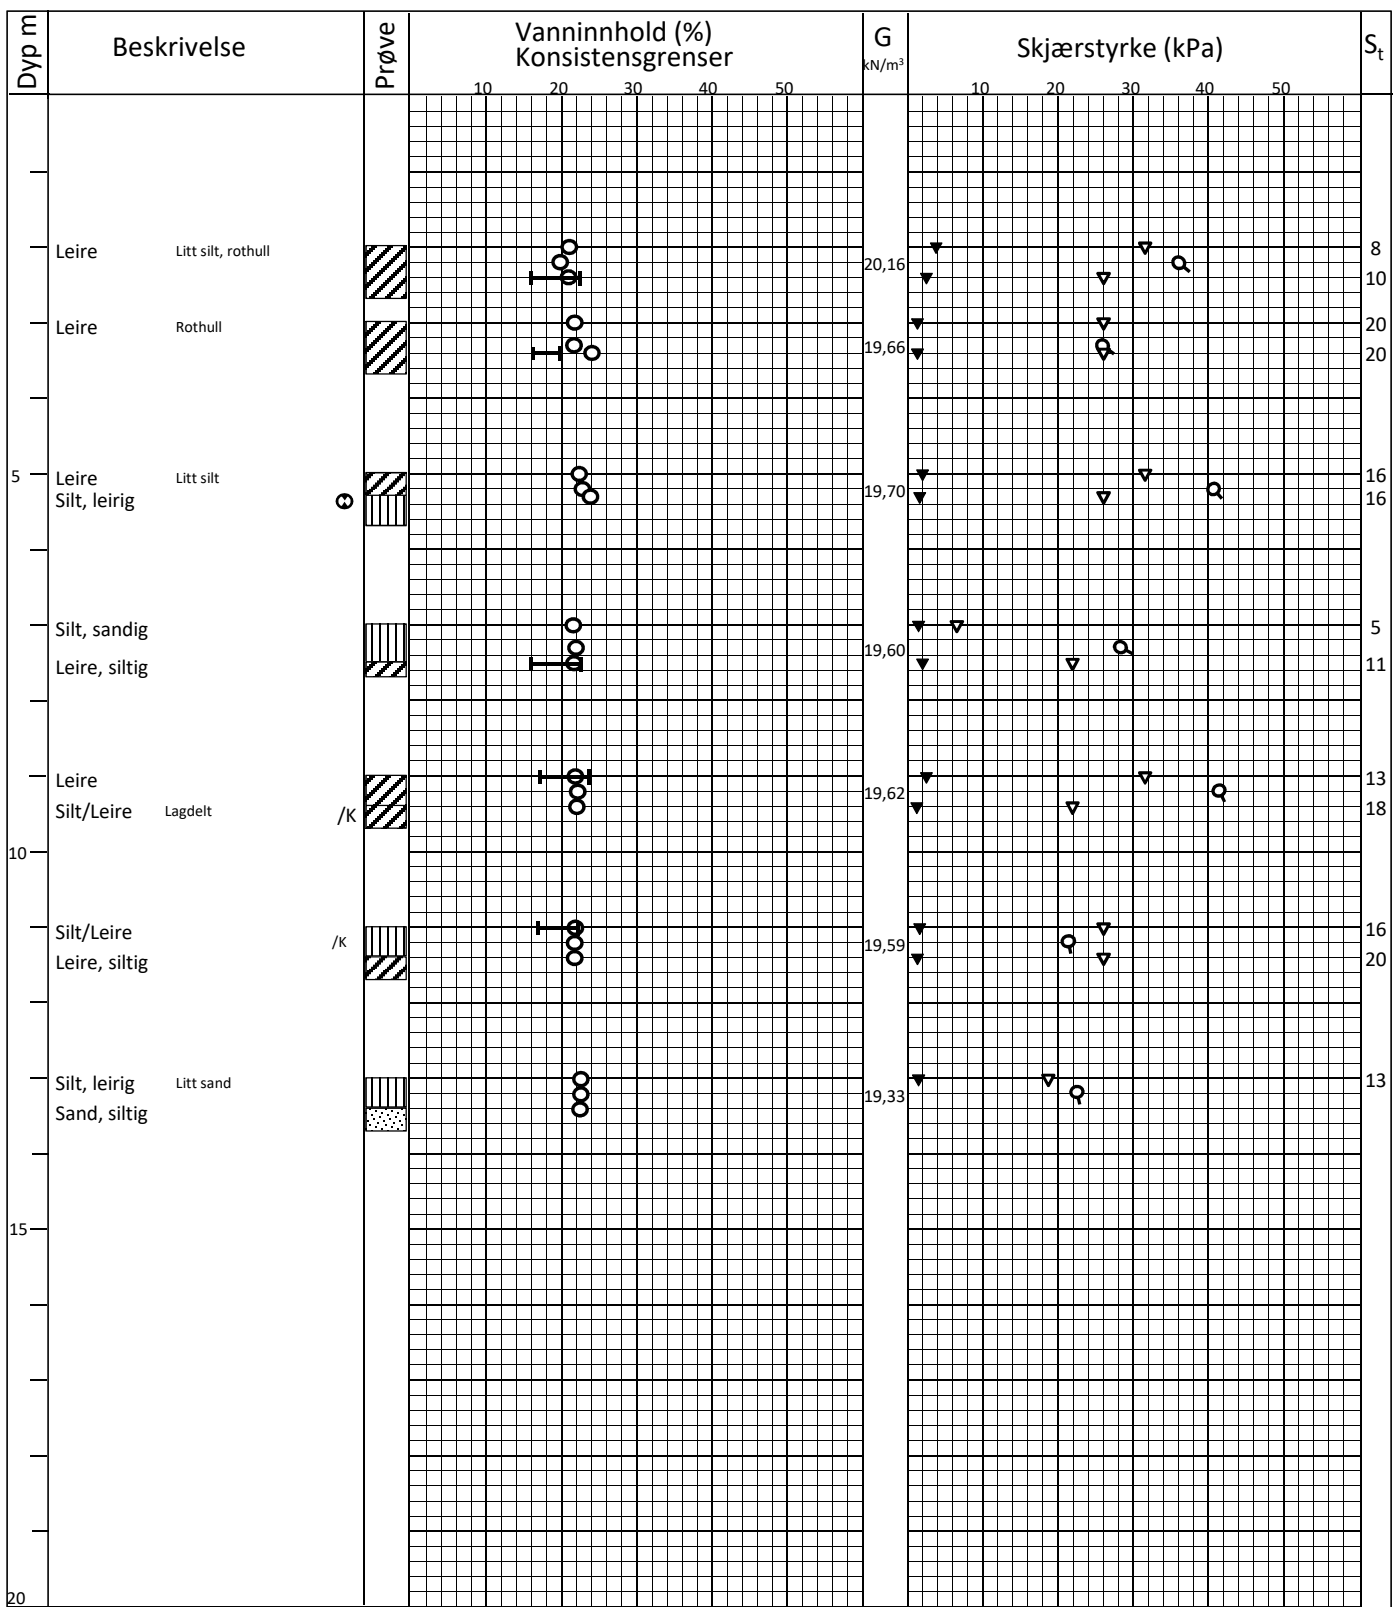 Dyp m
Beskrivelse
Prøve
Vanninnhold (%)
Konsistensgrenser
G
kN/m³
Skjærstyrke (kPa)
Sₜ
10 20 30 40 50
10 20 30 40 50
Leire Litt silt, rothull 8
20,16
10
Leire Rothull 20
19,66
20
5 Leire Litt silt 16
19,70
Silt, leirig 16
Silt, sandig 5
19,60
Leire, siltig 11
Leire 13
19,62
Silt/Leire Lagdelt /K 18
10
Silt/Leire 16
/K 19,59
Leire, siltig 20
Silt, leirig Litt sand 13
19,33
Sand, siltig
15
20